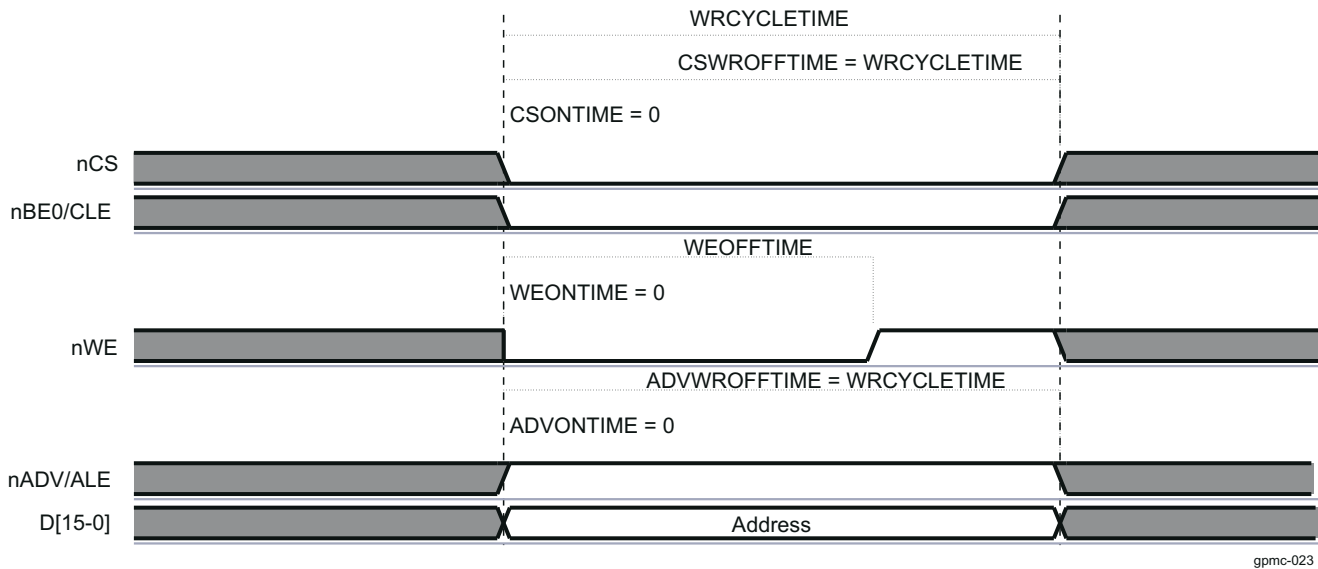 WRCYCLETIME
CSWROFFTIME = WRCYCLETIME
CSONTIME = 0
nCS
nBE0/CLE
WEOFFTIME
WEONTIME = 0
nWE
ADVWROFFTIME = WRCYCLETIME
ADVONTIME = 0
nADV/ALE
D[15-0] Address
gpmc-023